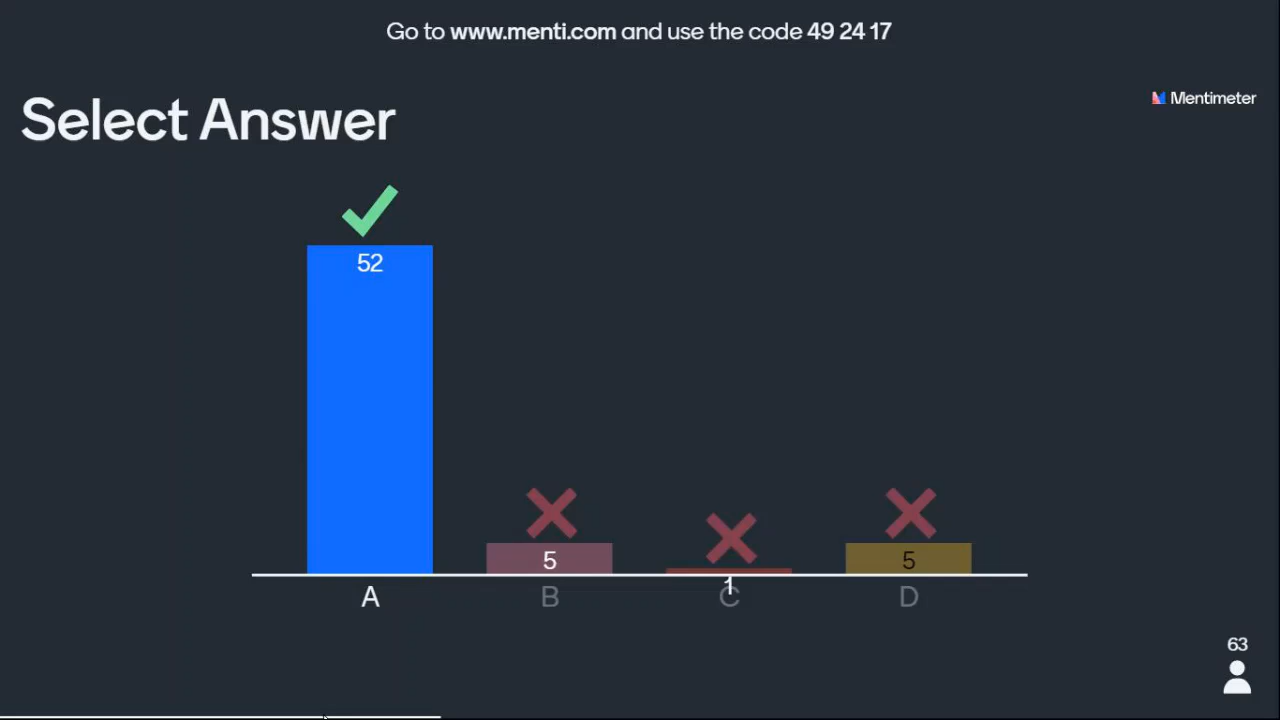 Go to www.menti.com and use the code 49 24 17
Mentimeter
Select Answer
52
5
1
5
A
B
C
D
63